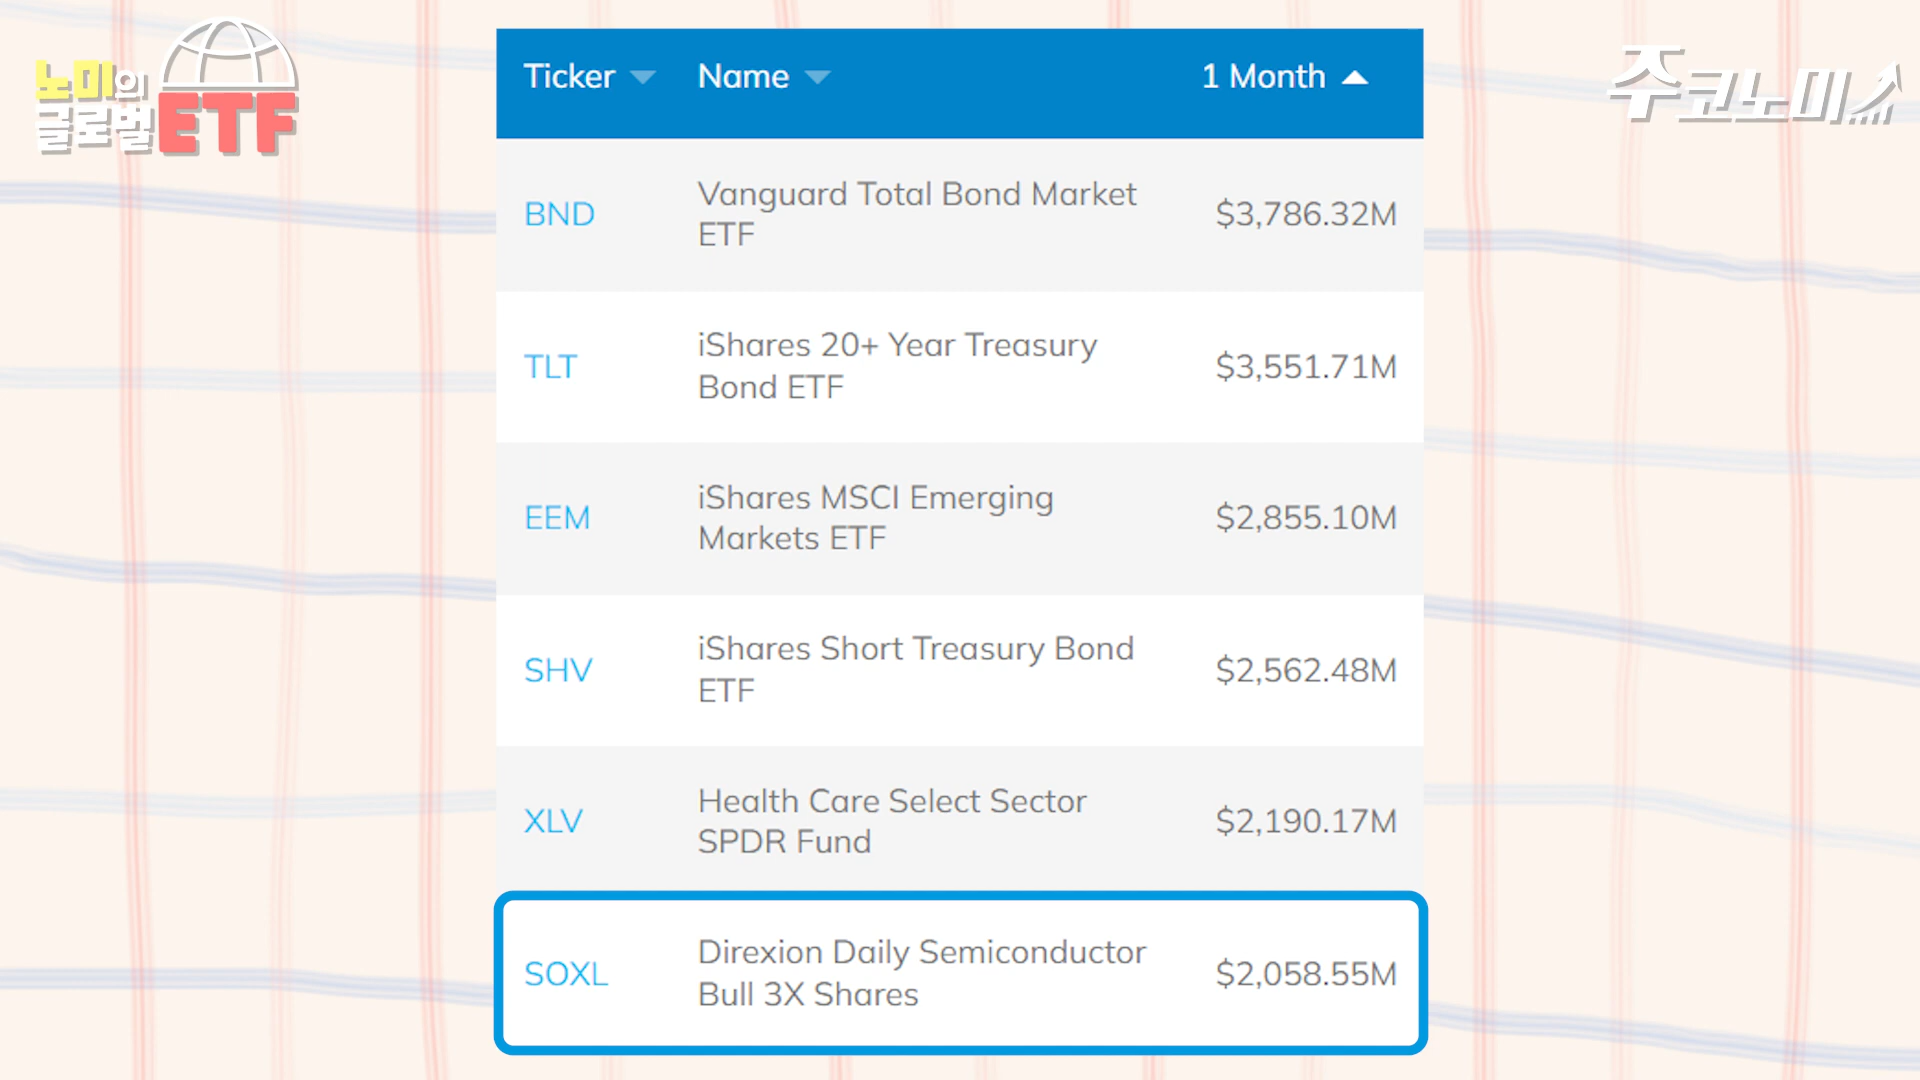 노미의
글로벌 ETF
주코노미
Ticker Name 1 Month
BND Vanguard Total Bond Market $3,786.32M
ETF
TLT iShares 20+ Year Treasury $3,551.71M
Bond ETF
EEM iShares MSCI Emerging $2,855.10M
Markets ETF
SHV iShares Short Treasury Bond $2,562.48M
ETF
XLV Health Care Select Sector $2,190.17M
SPDR Fund
SOXL Direxion Daily Semiconductor $2,058.55M
Bull 3X Shares